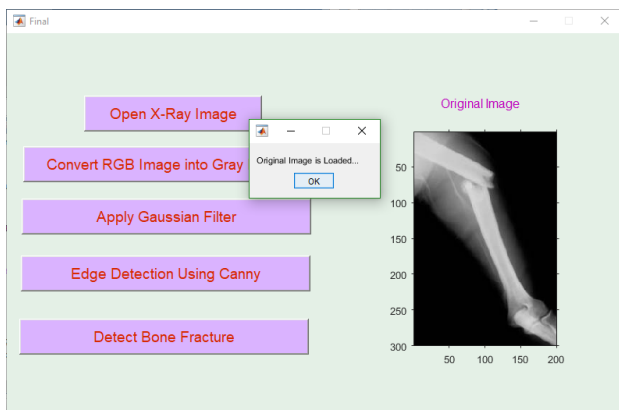 Final
Open X-Ray Image
Convert RGB Image into Gray
Apply Gaussian Filter
Edge Detection Using Canny
Detect Bone Fracture
Original Image is Loaded...
OK
Original Image
50
100
150
200
250
300
50 100 150 200